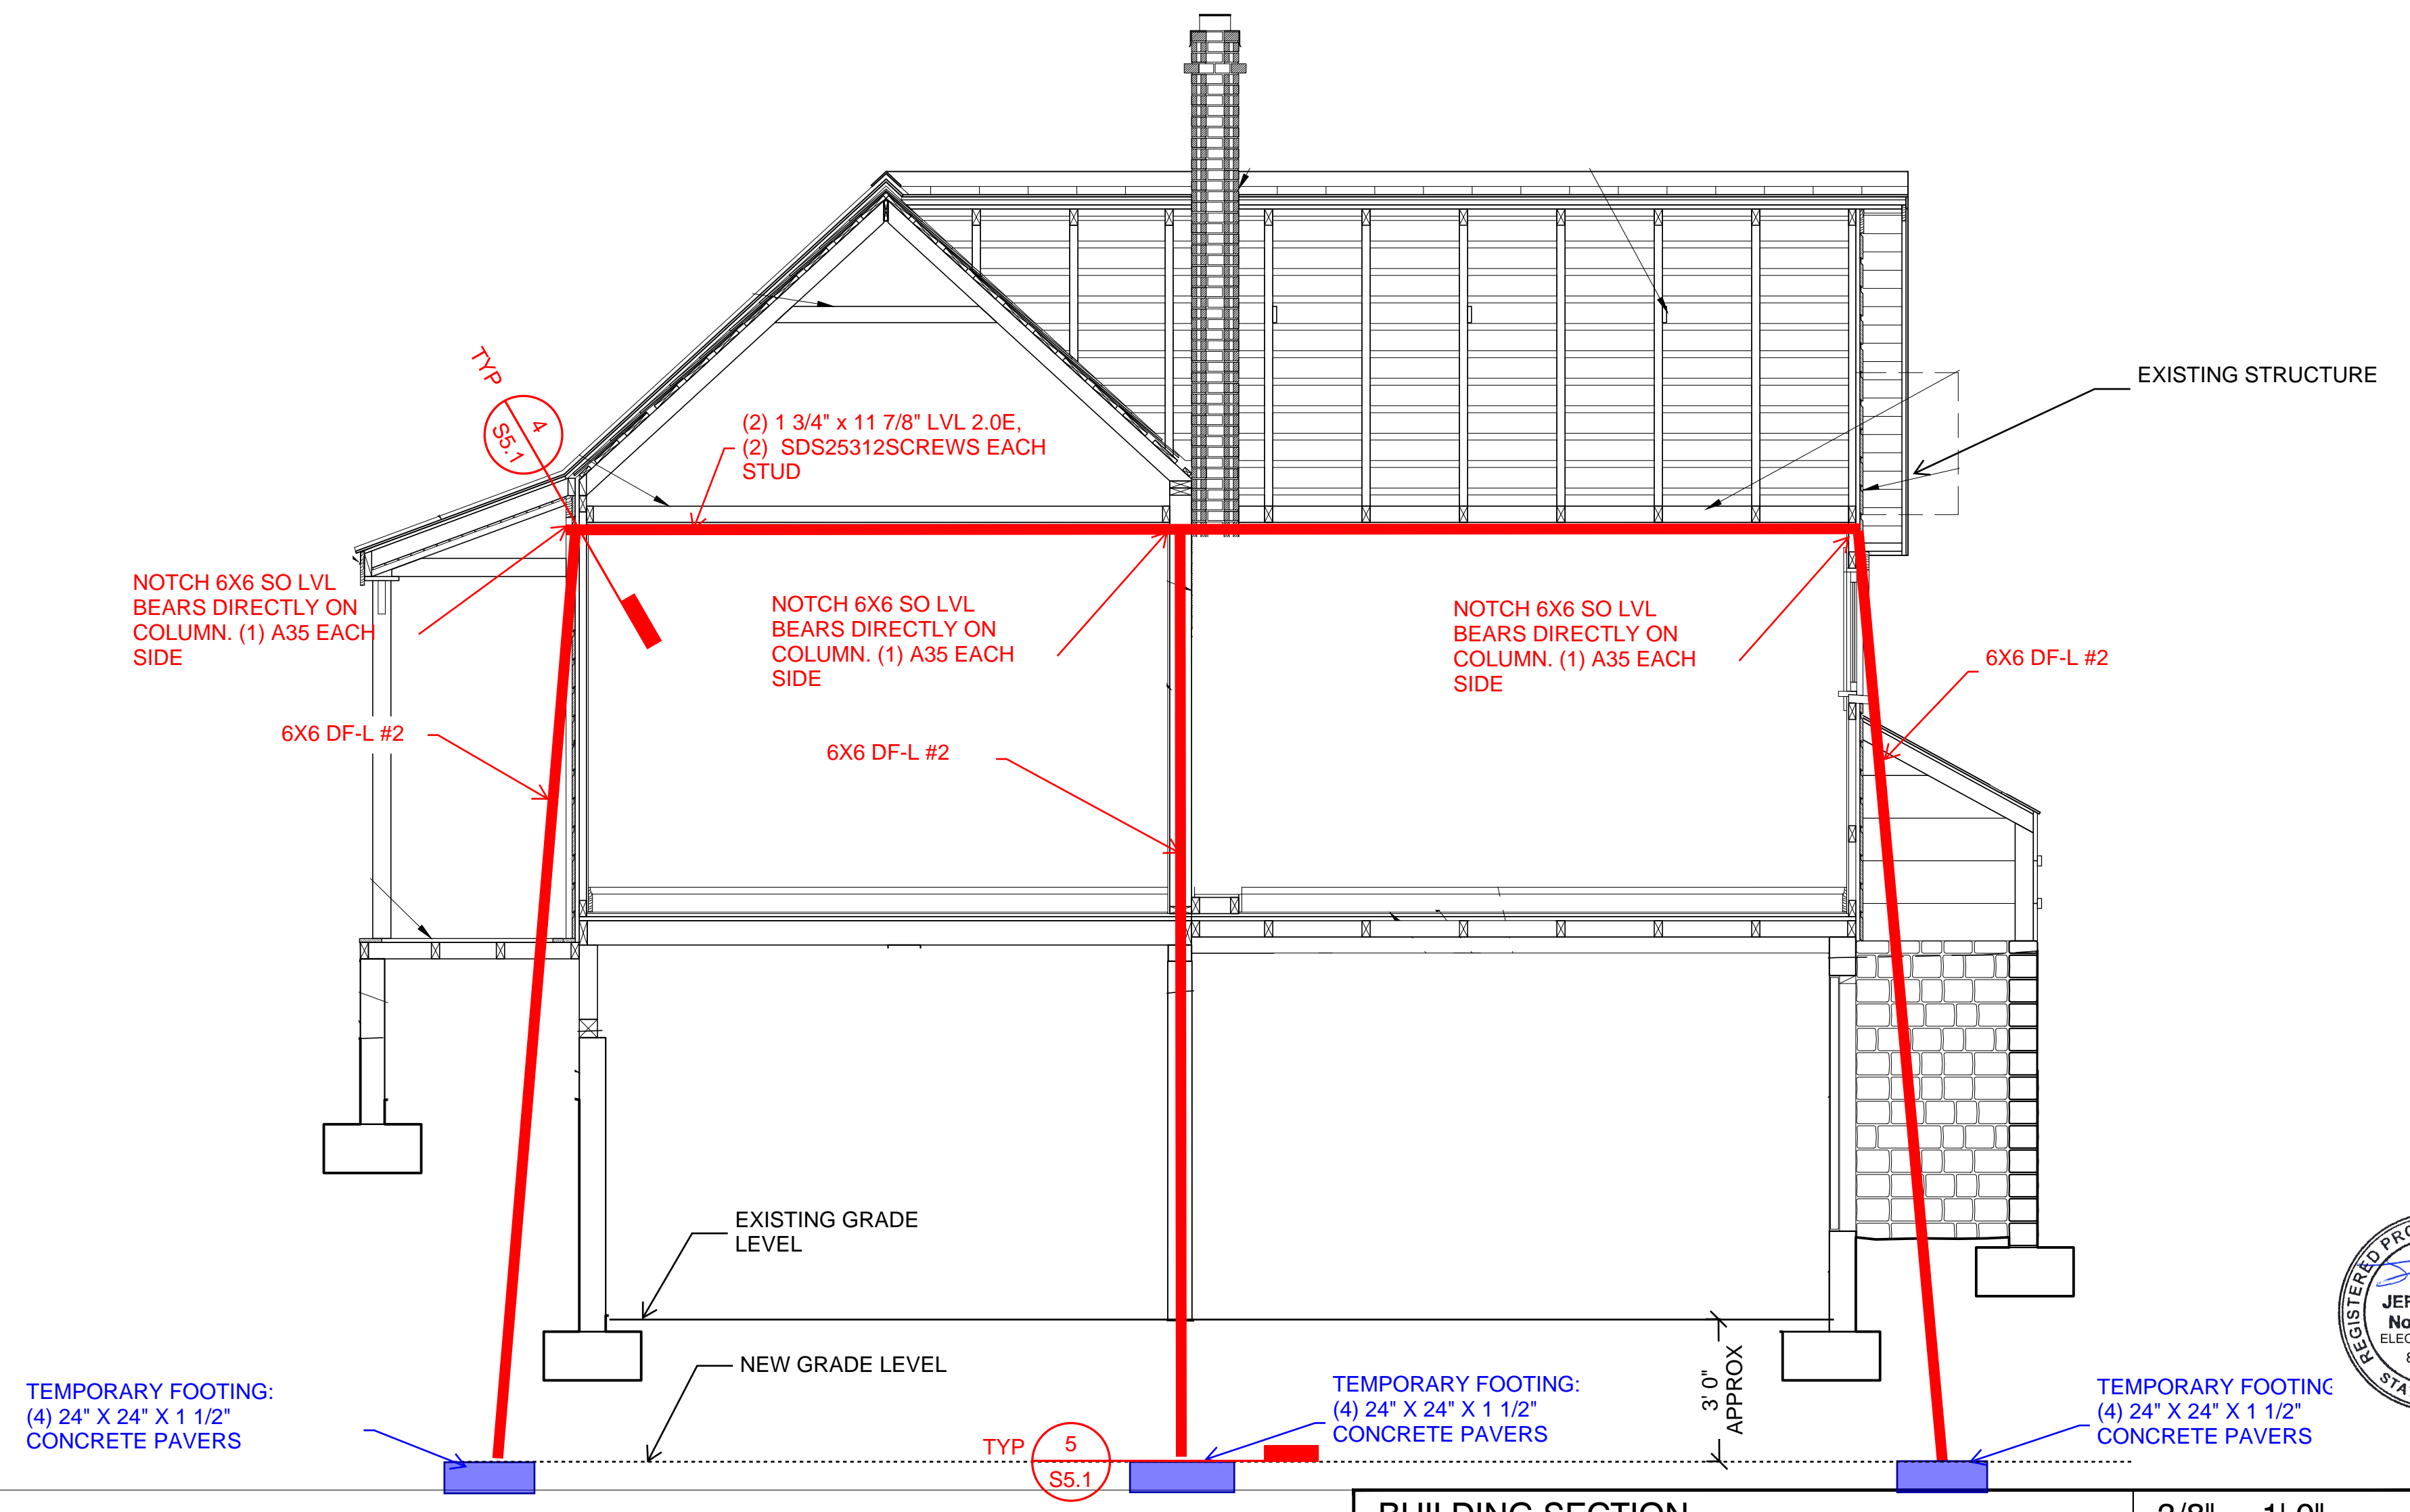 EXISTING STRUCTURE
TYP
4
S5.1
(2) 1 3/4" x 11 7/8" LVL 2.0E,
(2) SDS25312SCREWS EACH
STUD
NOTCH 6X6 SO LVL
BEARS DIRECTLY ON
COLUMN. (1) A35 EACH
SIDE
NOTCH 6X6 SO LVL
BEARS DIRECTLY ON
COLUMN. (1) A35 EACH
SIDE
NOTCH 6X6 SO LVL
BEARS DIRECTLY ON
COLUMN. (1) A35 EACH
SIDE
6X6 DF-L #2
6X6 DF-L #2
6X6 DF-L #2
EXISTING GRADE
LEVEL
NEW GRADE LEVEL
3' 0"
APPROX
TEMPORARY FOOTING:
(4) 24" X 24" X 1 1/2"
CONCRETE PAVERS
TYP
5
S5.1
TEMPORARY FOOTING:
(4) 24" X 24" X 1 1/2"
CONCRETE PAVERS
TEMPORARY FOOTING
(4) 24" X 24" X 1 1/2"
CONCRETE PAVERS
REGISTERED
BUILDING SECTION